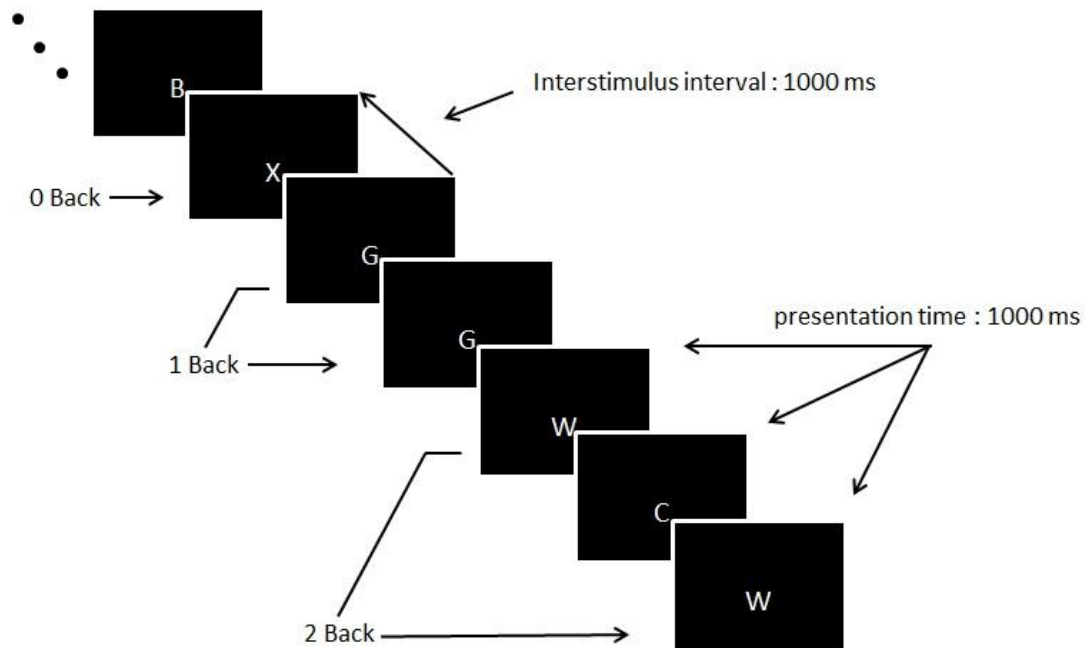 B
Interstimulus interval : 1000 ms
X
0 Back
G
presentation time : 1000 ms
G
1 Back
W
C
W
2 Back